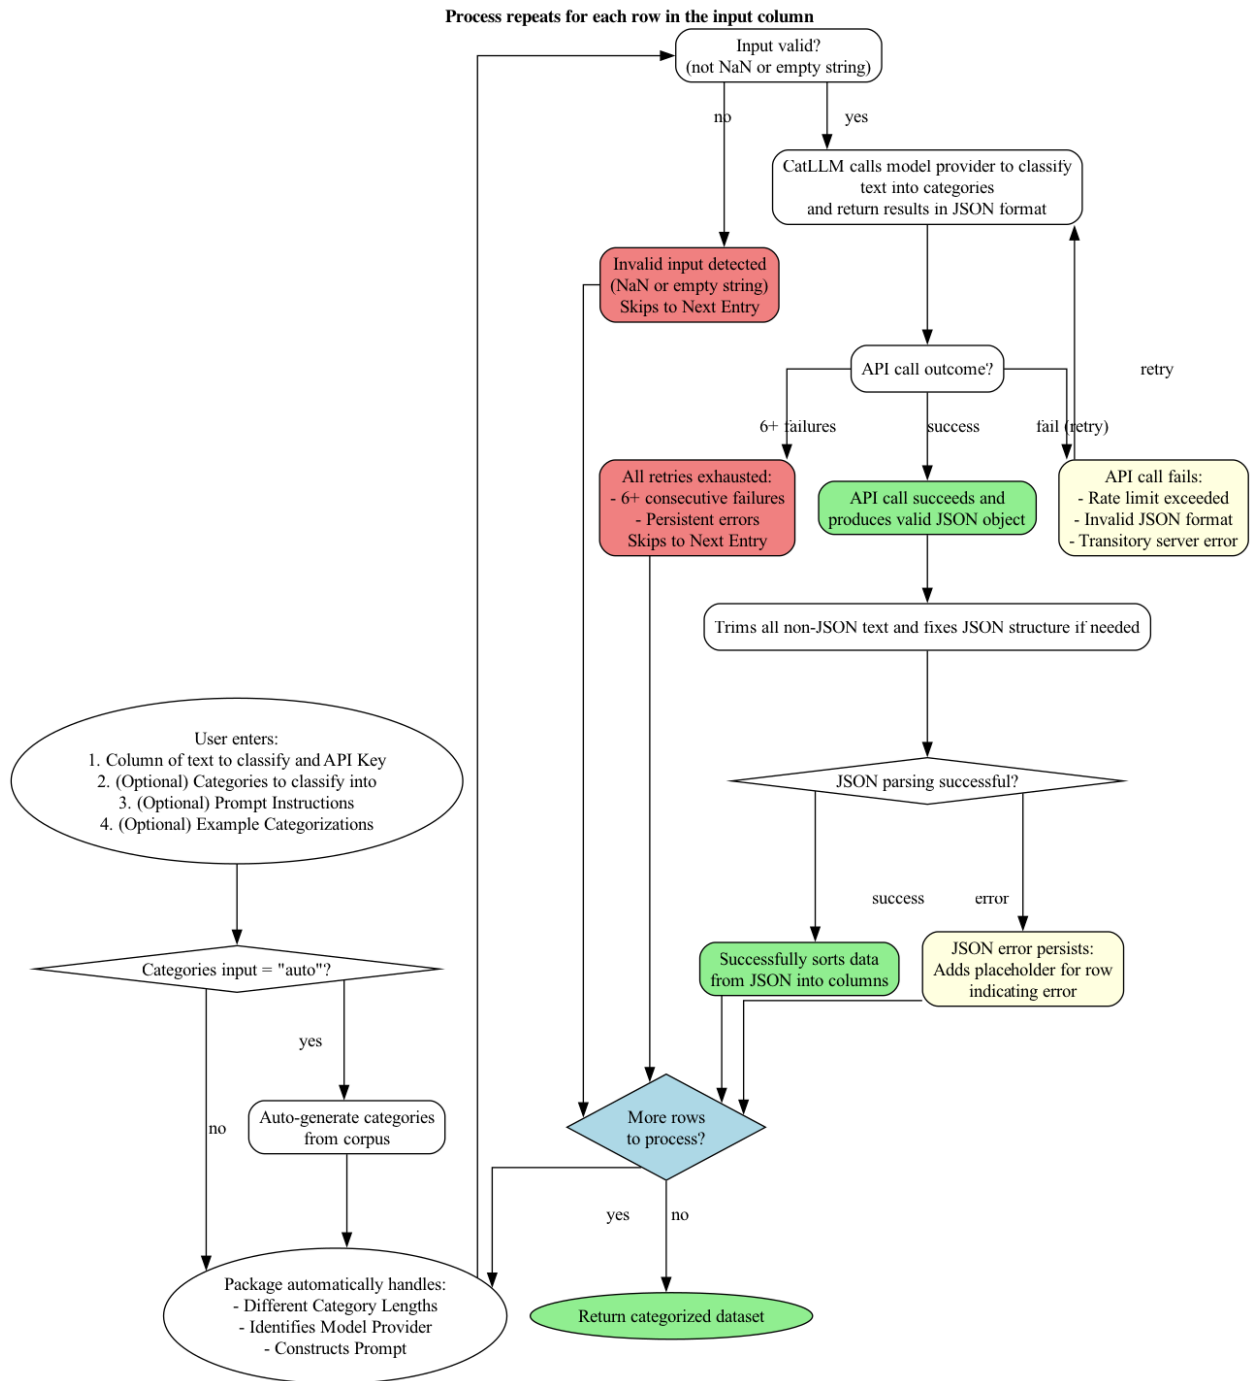 Process repeats for each row in the input column
Input valid?
(not NaN or empty string)
no
yes
CatLLM calls model provider to classify
text into categories
and return results in JSON format
Invalid input detected
(NaN or empty string)
Skips to Next Entry
API call outcome?
retry
6+ failures
success
fail (retry)
All retries exhausted:
- 6+ consecutive failures
- Persistent errors
Skips to Next Entry
API call succeeds and
produces valid JSON object
API call fails:
- Rate limit exceeded
- Invalid JSON format
- Transitory server error
Trims all non-JSON text and fixes JSON structure if needed
User enters:
1. Column of text to classify and API Key
2. (Optional) Categories to classify into
3. (Optional) Prompt Instructions
4. (Optional) Example Categorizations
JSON parsing successful?
success
error
Categories input = "auto"?
Successfully sorts data
from JSON into columns
JSON error persists:
Adds placeholder for row
indicating error
yes
no
Auto-generate categories
from corpus
More rows
to process?
yes
no
Package automatically handles:
- Different Category Lengths
- Identifies Model Provider
- Constructs Prompt
Return categorized dataset